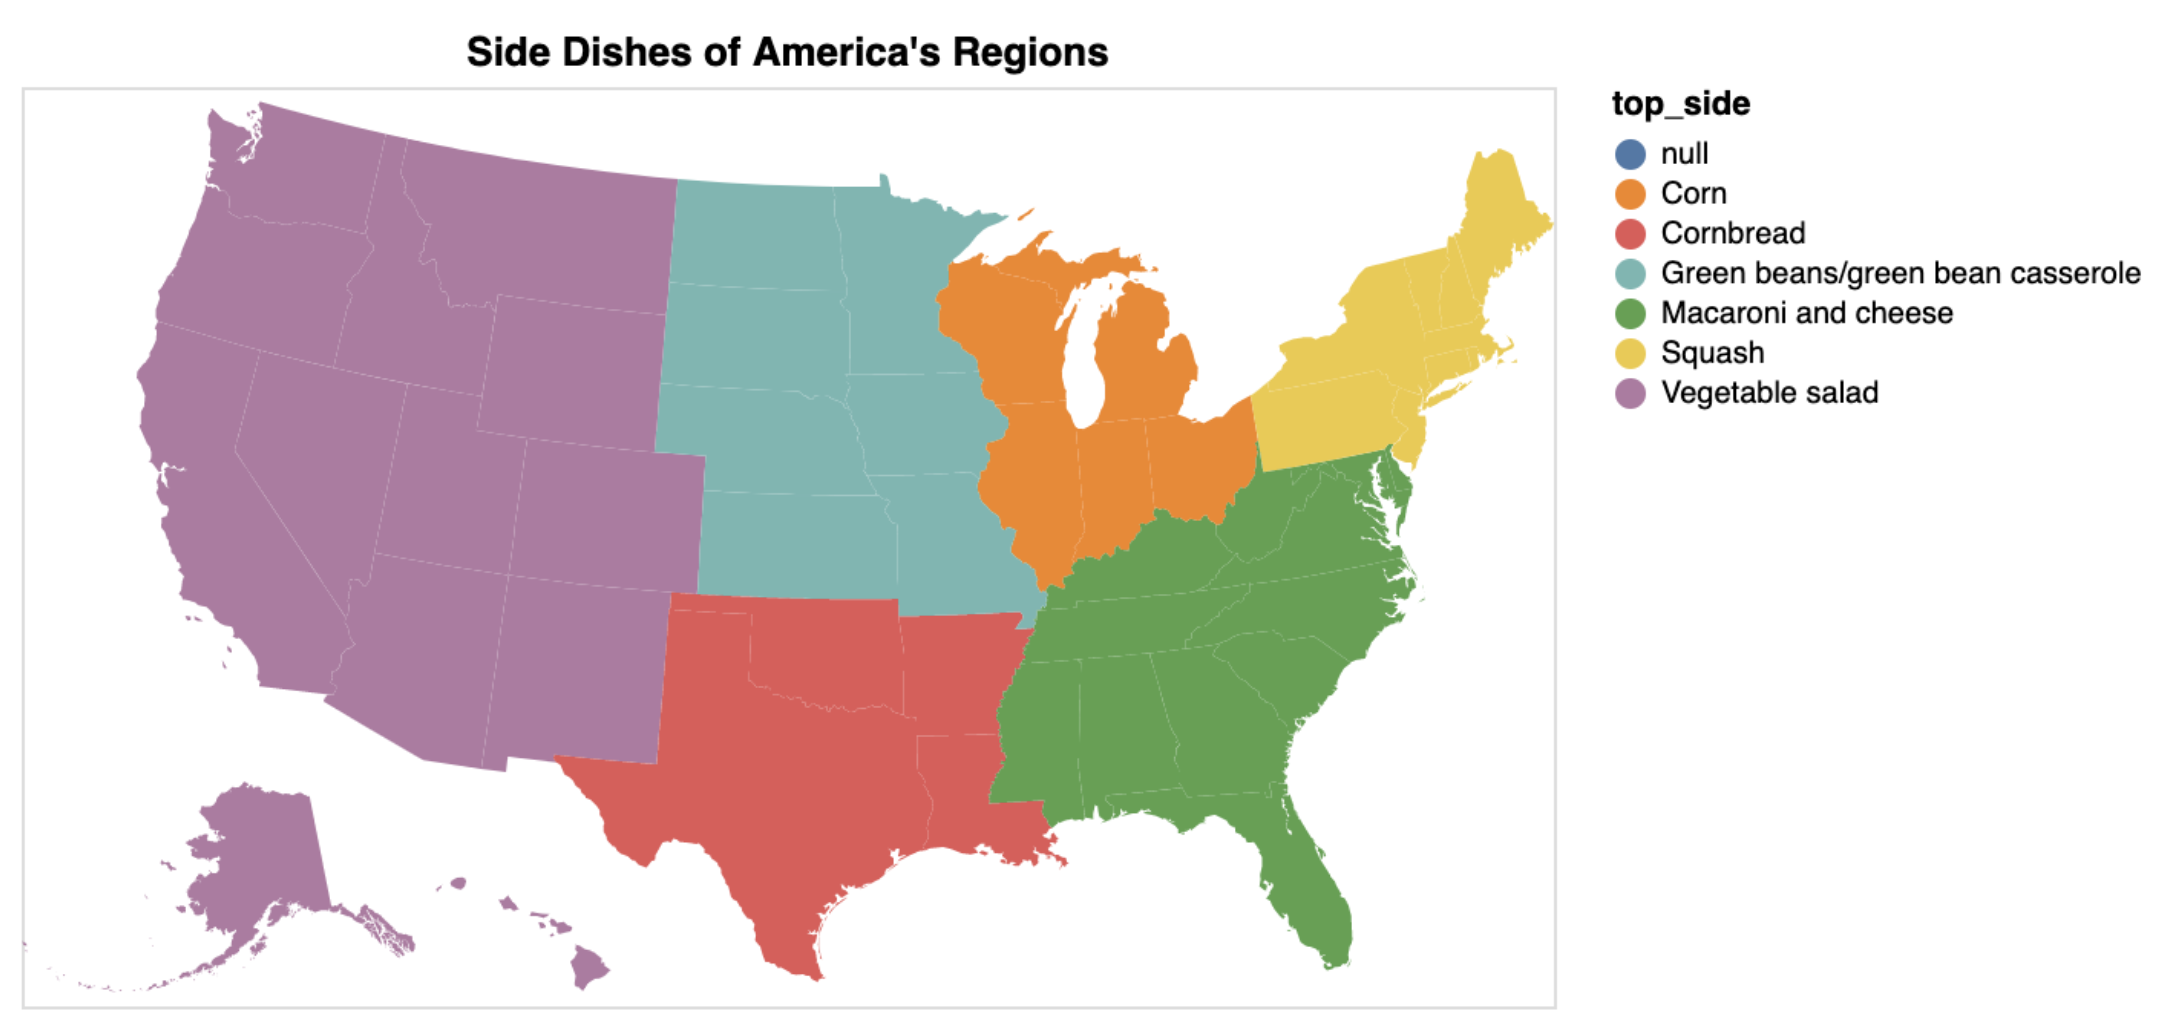 Side Dishes of America's Regions
top_side
null
Corn
Cornbread
Green beans/green bean casserole
Macaroni and cheese
Squash
Vegetable salad